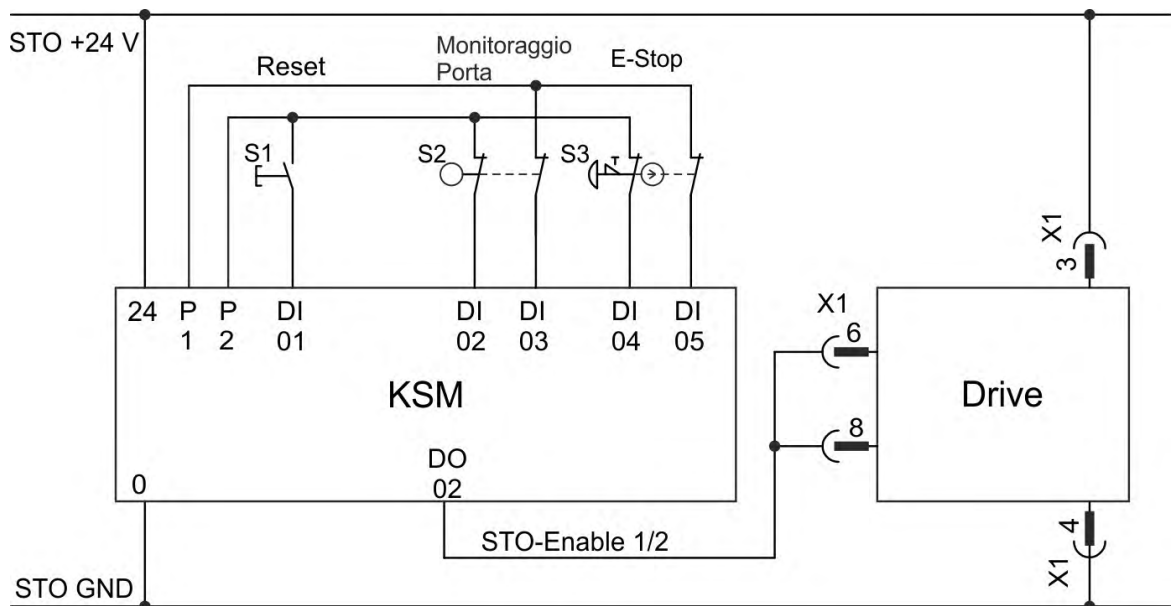 STO +24 V
Reset
Monitoraggio
Porta
E-Stop
S1
S2
S3
X1
3
24 P P DI DI DI DI DI
1 2 01 02 03 04 05
X1
6
KSM
Drive
8
DO
02
0
4
X1
STO-Enable 1/2
STO GND